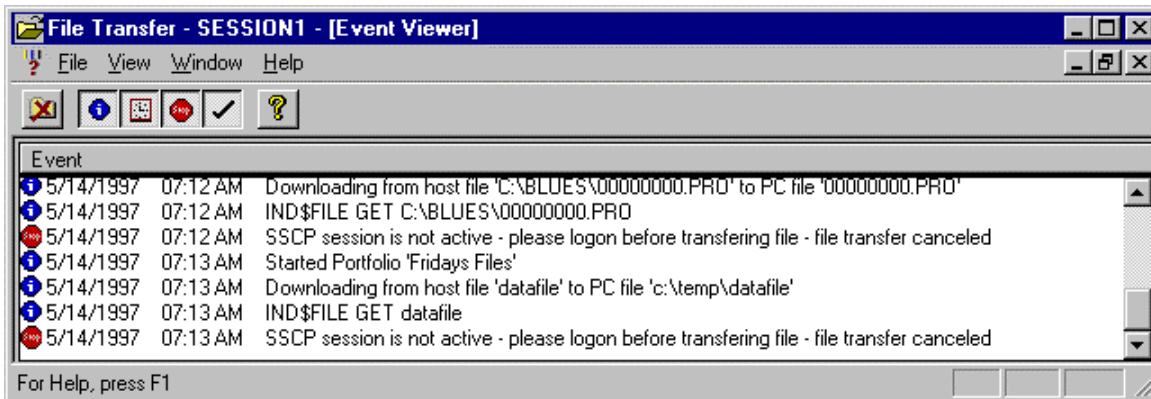 File Transfer - SESSION1 - [Event Viewer]
File View Window Help
Event
5/14/1997 07:12 AM Downloading from host file 'C:\BLUES\00000000.PRO' to PC file '00000000.PRO'
5/14/1997 07:12 AM IND$FILE GET C:\BLUES\00000000.PRO
5/14/1997 07:12 AM SSCP session is not active - please logon before transfering file - file transfer canceled
5/14/1997 07:13 AM Started Portfolio 'Fridays Files'
5/14/1997 07:13 AM Downloading from host file 'datafile' to PC file 'c:\temp\datafile'
5/14/1997 07:13 AM IND$FILE GET datafile
5/14/1997 07:13 AM SSCP session is not active - please logon before transfering file - file transfer canceled
For Help, press F1